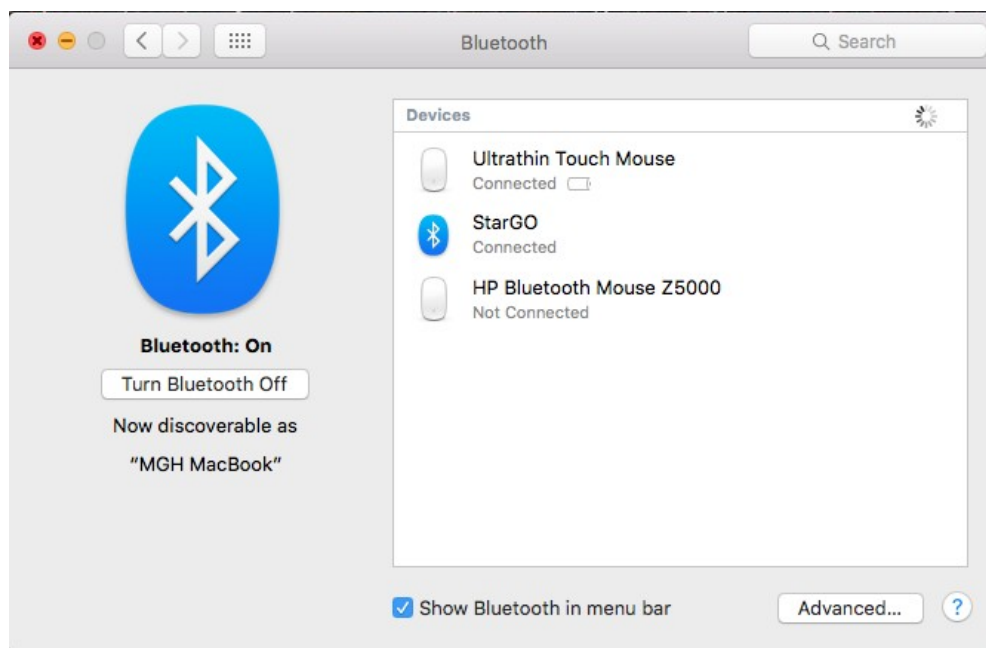 Bluetooth
Search
Devices
Ultrathin Touch Mouse
Connected
StarGO
Connected
HP Bluetooth Mouse Z5000
Not Connected
Bluetooth: On
Turn Bluetooth Off
Now discoverable as
“MGH MacBook”
Show Bluetooth in menu bar
Advanced...
?